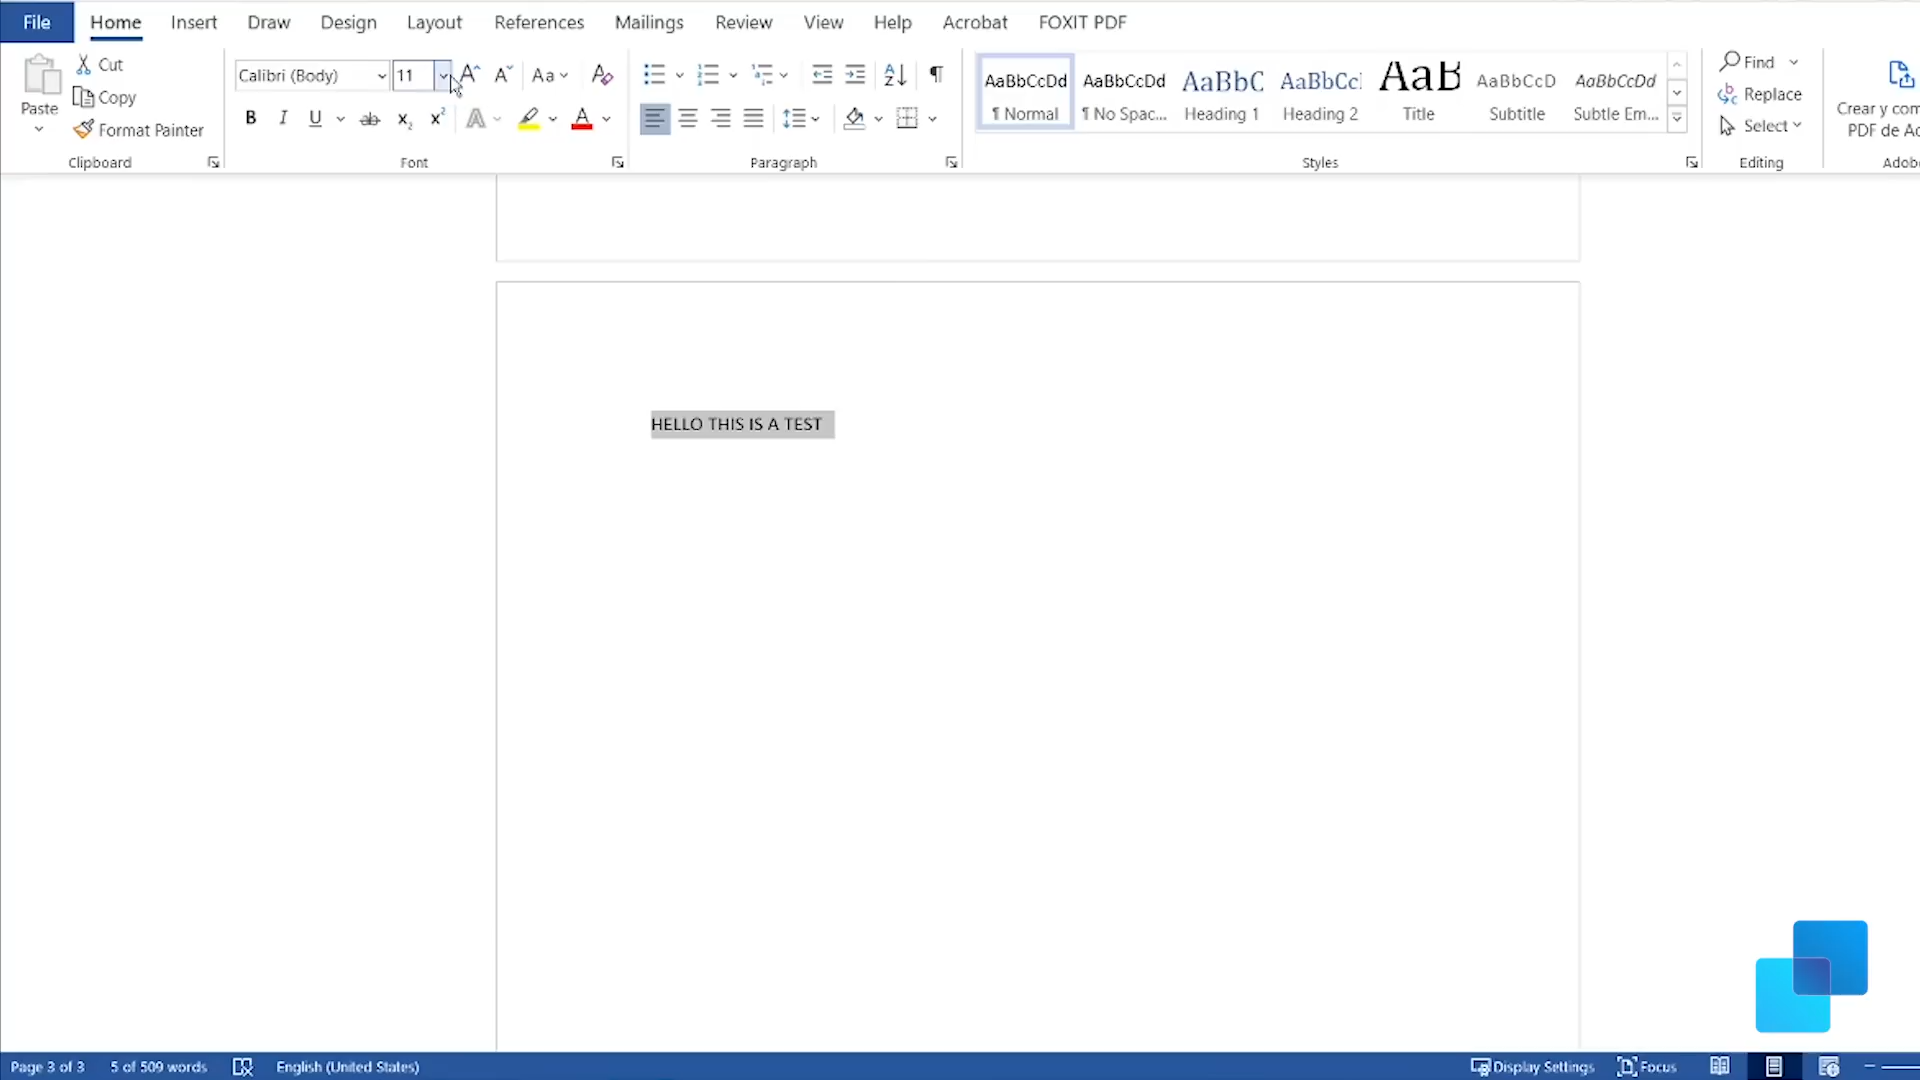 File Home Insert Draw Design Layout References Mailings Review View Help Acrobat FOXIT PDF
Paste
Cut
Copy
Format Painter
Clipboard
Calibri (Body) 11
Font
Paragraph
AaBbCcDd AaBbCcDd AaBbC AaBbCc AaB AaBbCcD AaBbCcDd
¶ Normal ¶ No Spac... Heading 1 Heading 2 Title Subtitle Subtle Em...
Styles
Find
Replace
Select
Editing
Crear y com
PDF de Ac
Adob
HELLO THIS IS A TEST
Page 3 of 3 5 of 509 words English (United States) Display Settings Focus